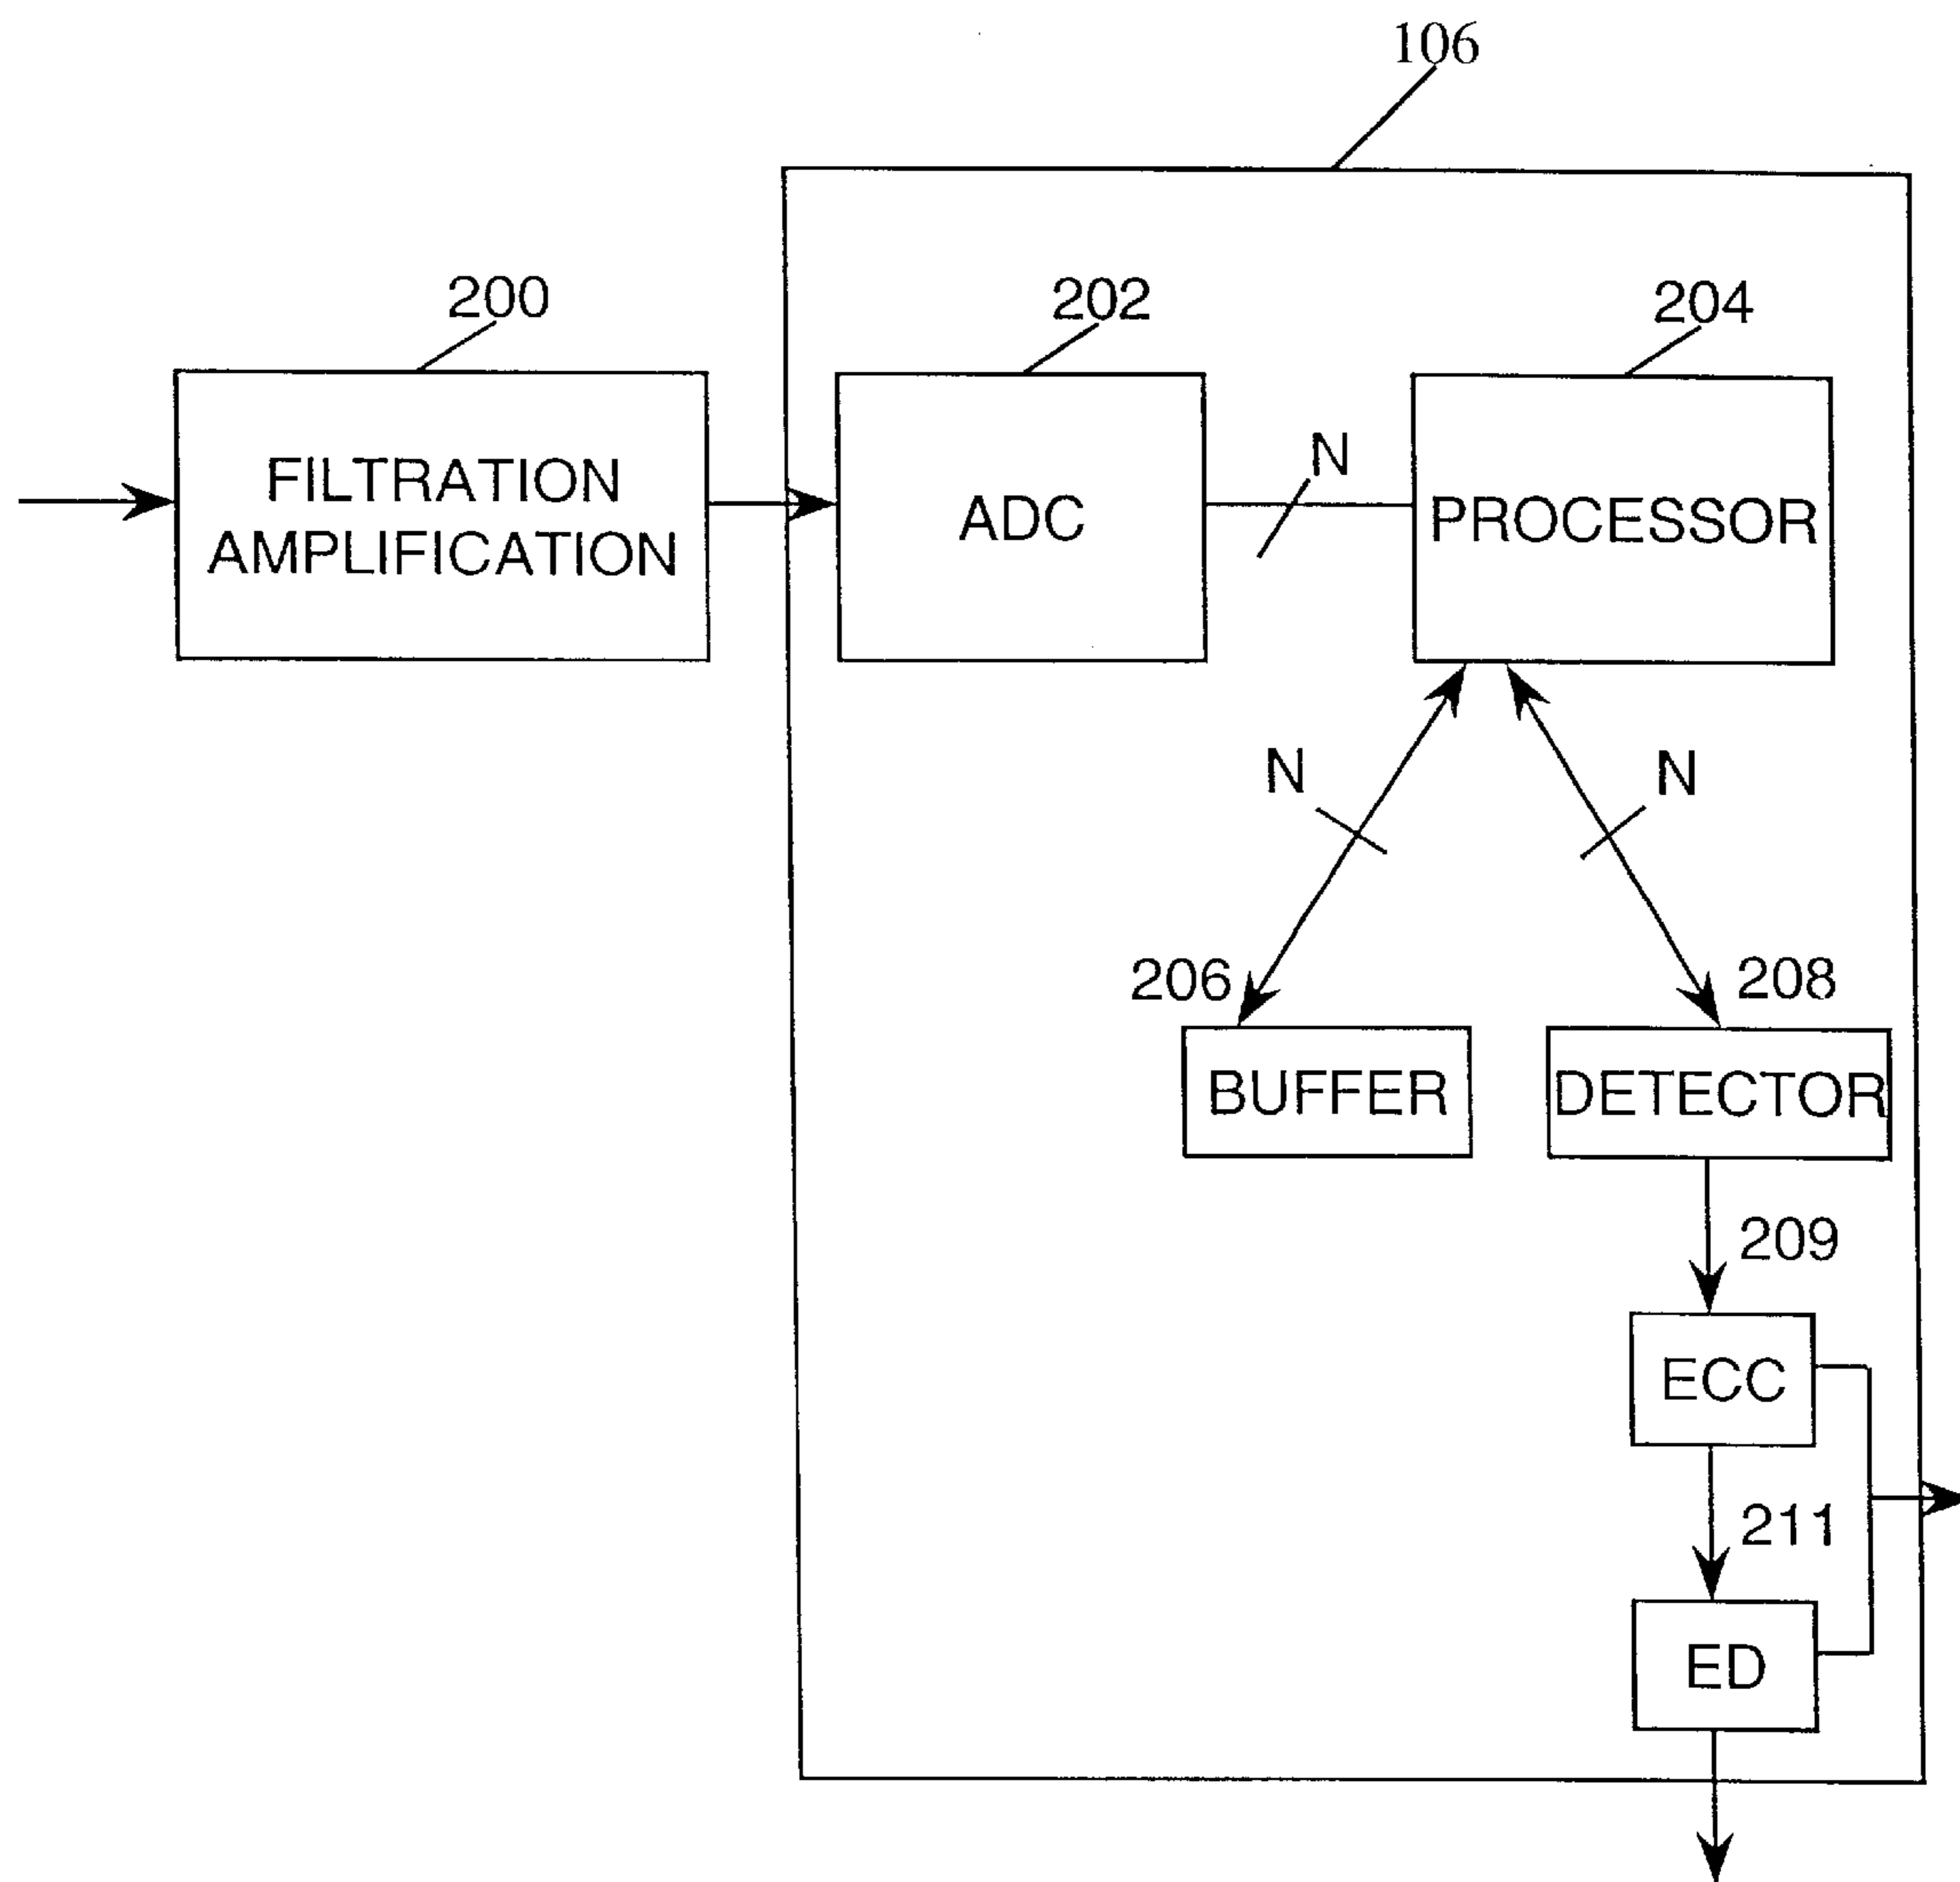 106
200
202
204
FILTRATION
AMPLIFICATION
ADC
N
PROCESSOR
N
N
206
208
BUFFER
DETECTOR
209
ECC
211
ED